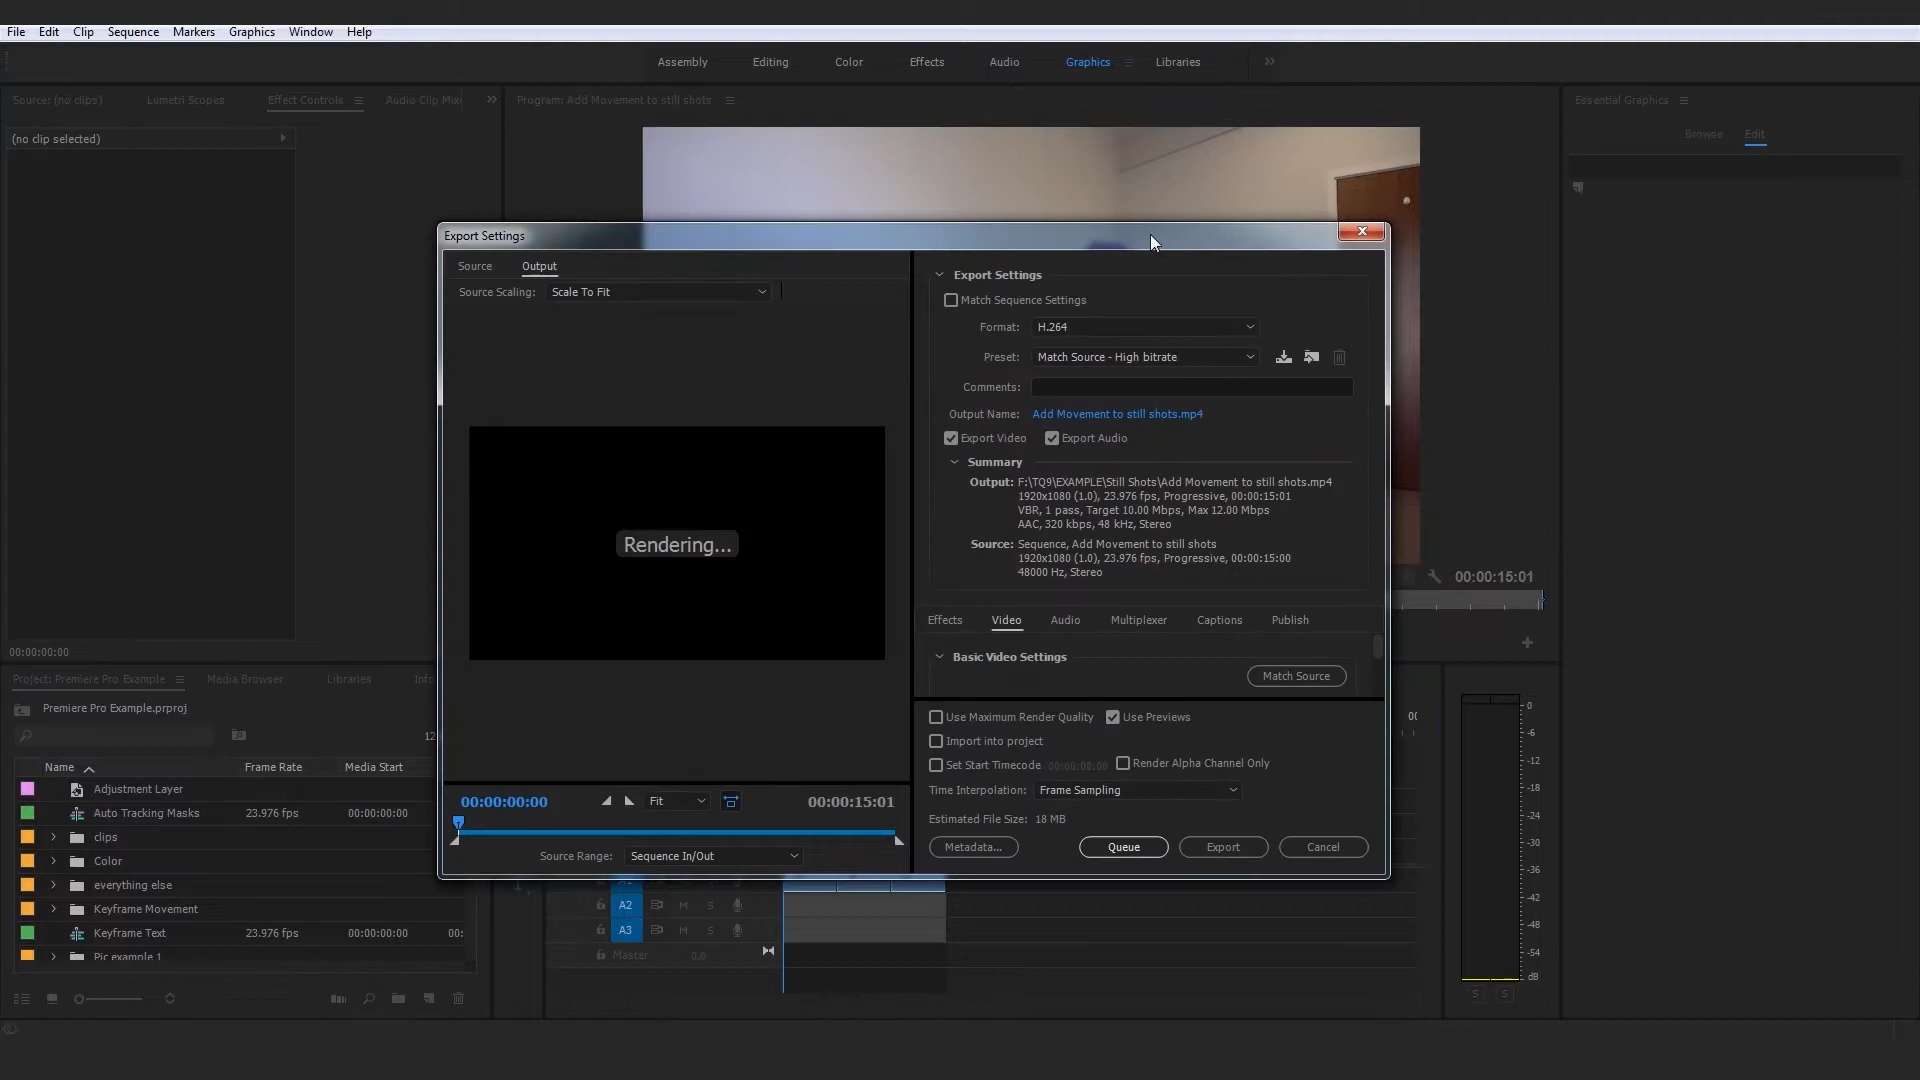 File Edit Clip Sequence Markers Graphics Window Help
Assembly Editing Color Effects Audio Graphics Libraries
Source: (no clips) Lumetri Scopes Effect Controls Audio Clip Mix
Program: Add Movement to still shots
Essential Graphics
Browse Edit
(no clip selected)
00:00:00:00
Export Settings
Source Output
Source Scaling: Scale To Fit
Rendering...
00:00:00:00 Fit 00:00:15:01
Source Range: Sequence In/Out
Export Settings
Match Sequence Settings
Format: H.264
Preset: Match Source - High bitrate
Comments:
Output Name: Add Movement to still shots.mp4
Export Video Export Audio
Summary
Output: F:\TQ9\EXAMPLE\Still Shots\Add Movement to still shots.mp4
1920x1080 (1.0), 23.976 fps, Progressive, 00:00:15:01
VBR, 1 pass, Target 10.00 Mbps, Max 12.00 Mbps
AAC, 320 kbps, 48 kHz, Stereo
Source: Sequence, Add Movement to still shots
1920x1080 (1.0), 23.976 fps, Progressive, 00:00:15:00
48000 Hz, Stereo
Effects Video Audio Multiplexer Captions Publish
Basic Video Settings
Match Source
Use Maximum Render Quality Use Previews
Import into project
Set Start Timecode 00:00:00:00 Render Alpha Channel Only
Time Interpolation: Frame Sampling
Estimated File Size: 18 MB
Metadata... Queue Export Cancel
00:00:15:01
Project: Premiere Pro Example Media Browser Libraries Info
Premiere Pro Example.prproj
12
Name Frame Rate Media Start
Adjustment Layer
Auto Tracking Masks 23.976 fps 00:00:00:00
clips
Color
everything else
Keyframe Movement
Keyframe Text 23.976 fps 00:00:00:00 00:
Pic example 1
A1
A2 M S
A3 M S
Master 0.0
00
0
-6
-12
-18
-24
-30
-36
-42
-48
-54
dB
S S